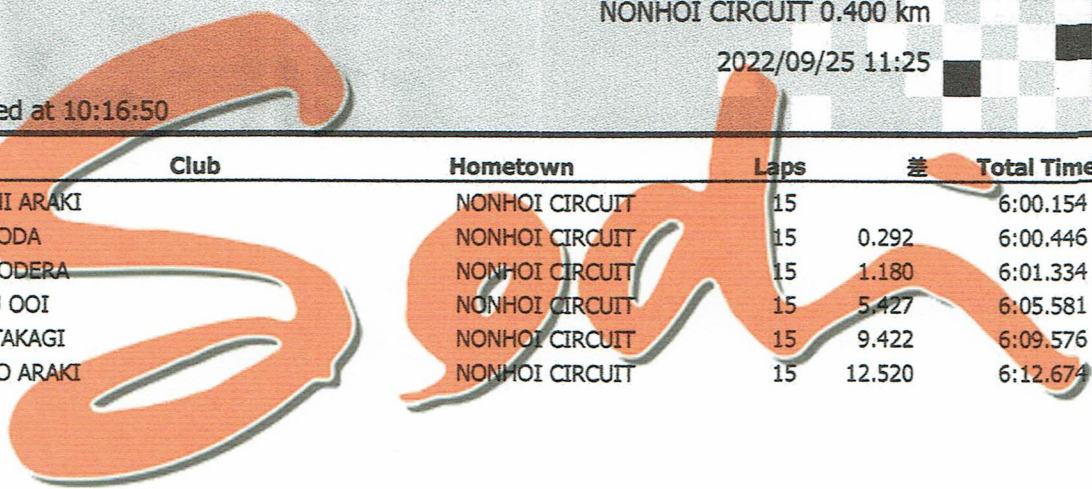 NONHOI CIRCUIT 0.400 km
2022/09/25 11:25
ed at 10:16:50
Club Hometown Laps 差 Total Time
NI ARAKI NONHOI CIRCUIT 15 6:00.154
ODA NONHOI CIRCUIT 15 0.292 6:00.446
ODERA NONHOI CIRCUIT 15 1.180 6:01.334
OOI NONHOI CIRCUIT 15 5.427 6:05.581
TAKAGI NONHOI CIRCUIT 15 9.422 6:09.576
O ARAKI NONHOI CIRCUIT 15 12.520 6:12.674
Sodi